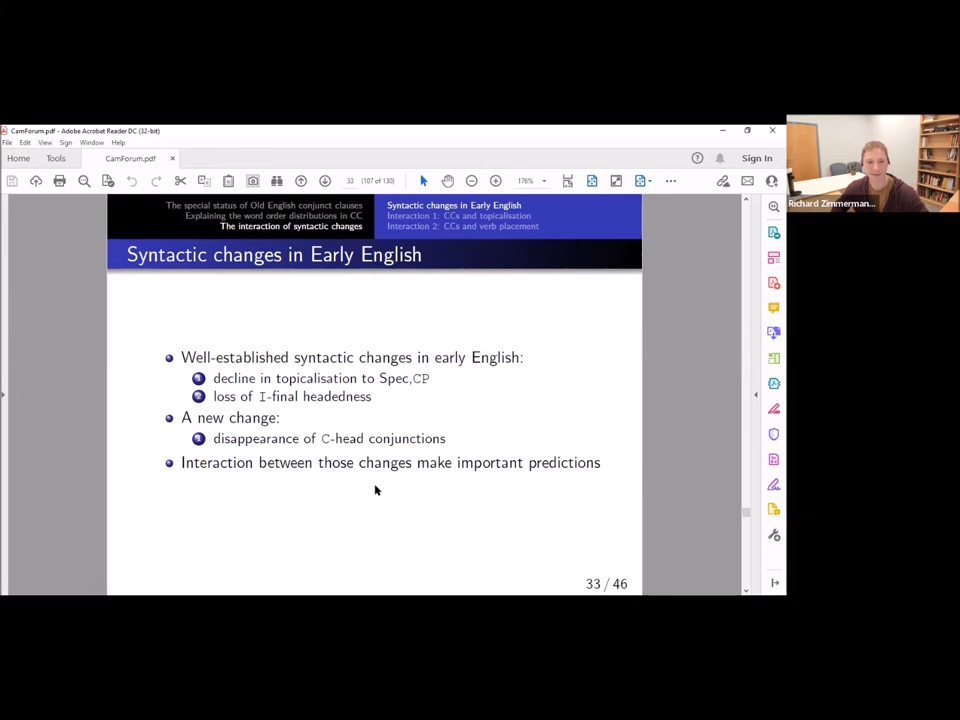 CamForum.pdf - Adobe Acrobat Reader DC (32-bit)
File Edit View Sign Window Help
Home Tools CamForum.pdf × Sign In
33 (107 of 130) 176%
The special status of Old English conjunct clauses
Explaining the word order distributions in CC
The interaction of syntactic changes
Syntactic changes in Early English
Interaction 1: CCs and topicalisation
Interaction 2: CCs and verb placement
Syntactic changes in Early English
Well-established syntactic changes in early English:
1 decline in topicalisation to Spec,CP
2 loss of I-final headedness
A new change:
1 disappearance of C-head conjunctions
Interaction between those changes make important predictions
33 / 46
Richard Zimmerman...